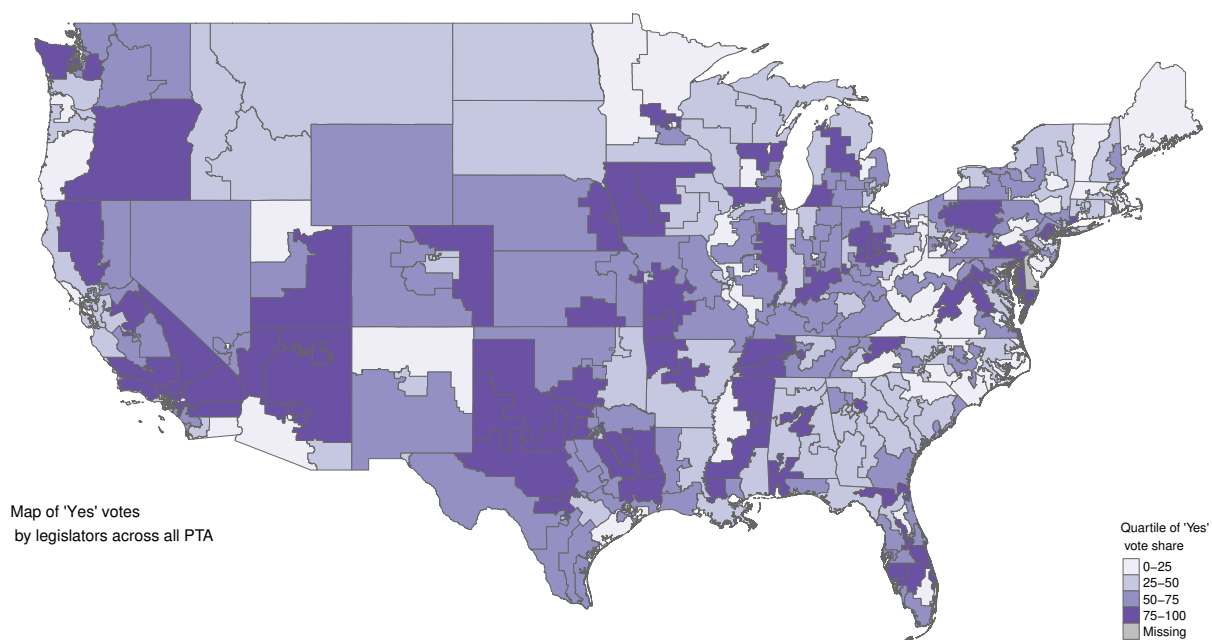 Map of 'Yes' votes
by legislators across all PTA
Quartile of 'Yes'
vote share
0−25
25−50
50−75
75−100
Missing